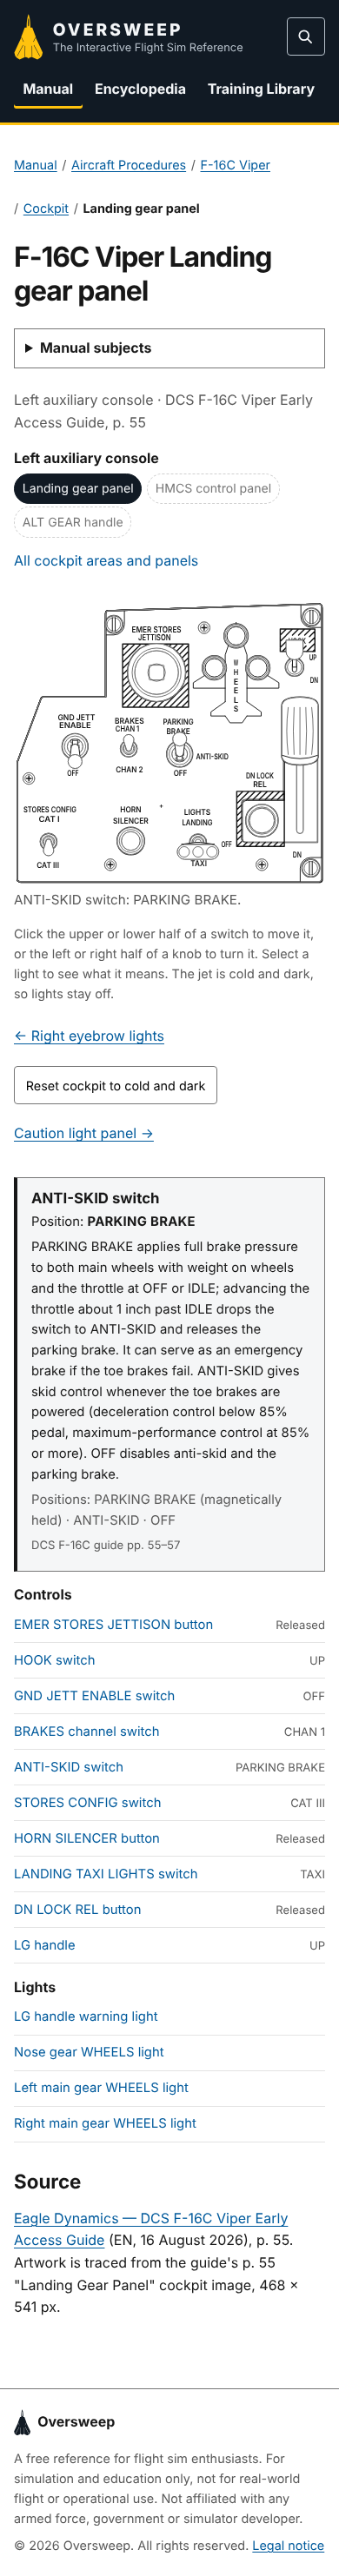 OVERSWEEP
The Interactive Flight Sim Reference
Manual Encyclopedia Training Library
Manual / Aircraft Procedures / F-16C Viper
/ Cockpit / Landing gear panel
F-16C Viper Landing
gear panel
▶ Manual subjects
Left auxiliary console · DCS F-16C Viper Early
Access Guide, p. 55
Left auxiliary console
Landing gear panel HMCS control panel
ALT GEAR handle
All cockpit areas and panels
EMER STORES
JETTISON
HOOK
UP
WHEELS
DN
GND JETT
ENABLE
OFF
BRAKES
CHAN 1
CHAN 2
PARKING
BRAKE
ANTI-SKID
OFF
STORES CONFIG
CAT I
CAT III
HORN
SILENCER
LIGHTS
LANDING
OFF
TAXI
DN LOCK
REL
DN
ANTI-SKID switch: PARKING BRAKE.
Click the upper or lower half of a switch to move it,
or the left or right half of a knob to turn it. Select a
light to see what it means. The jet is cold and dark,
so lights stay off.
← Right eyebrow lights
Reset cockpit to cold and dark
Caution light panel →
ANTI-SKID switch
Position: PARKING BRAKE
PARKING BRAKE applies full brake pressure
to both main wheels with weight on wheels
and the throttle at OFF or IDLE; advancing the
throttle about 1 inch past IDLE drops the
switch to ANTI-SKID and releases the
parking brake. It can serve as an emergency
brake if the toe brakes fail. ANTI-SKID gives
skid control whenever the toe brakes are
powered (deceleration control below 85%
pedal, maximum-performance control at 85%
or more). OFF disables anti-skid and the
parking brake.
Positions: PARKING BRAKE (magnetically
held) · ANTI-SKID · OFF
DCS F-16C guide pp. 55–57
Controls
EMER STORES JETTISON button Released
HOOK switch UP
GND JETT ENABLE switch OFF
BRAKES channel switch CHAN 1
ANTI-SKID switch PARKING BRAKE
STORES CONFIG switch CAT III
HORN SILENCER button Released
LANDING TAXI LIGHTS switch TAXI
DN LOCK REL button Released
LG handle UP
Lights
LG handle warning light
Nose gear WHEELS light
Left main gear WHEELS light
Right main gear WHEELS light
Source
Eagle Dynamics — DCS F-16C Viper Early
Access Guide (EN, 16 August 2026), p. 55.
Artwork is traced from the guide's p. 55
"Landing Gear Panel" cockpit image, 468 ×
541 px.
Oversweep
A free reference for flight sim enthusiasts. For
simulation and education only, not for real-world
flight or operational use. Not affiliated with any
armed force, government or simulator developer.
© 2026 Oversweep. All rights reserved. Legal notice